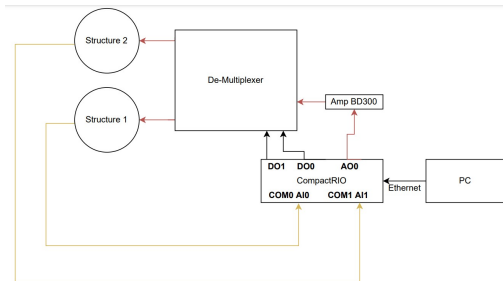 Structure 2
De-Multiplexer
Amp BD300
Structure 1
DO1 DO0 AO0
CompactRIO
PC
Ethernet
COM0 AI0 COM1 AI1